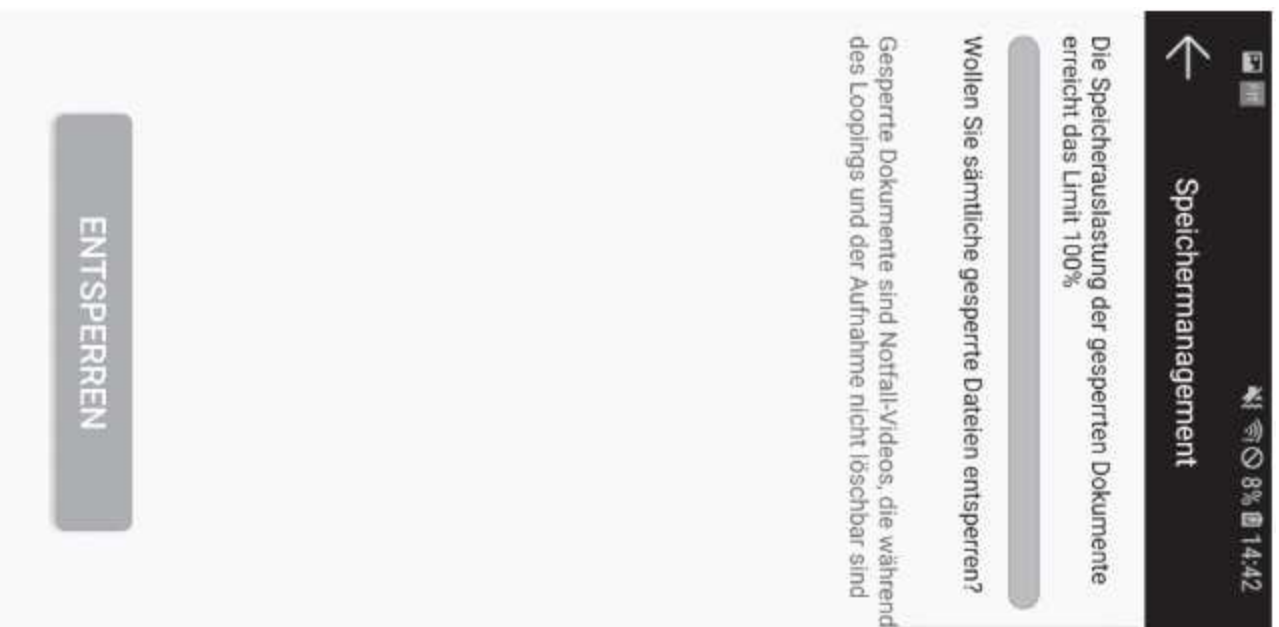 8% 14:42
Speichermanagement
Die Speicherauslastung der gesperrten Dokumente
erreicht das Limit 100%
Wollen Sie sämtliche gesperrte Dateien entsperren?
Gesperrte Dokumente sind Notfall-Videos, die während
des Loopings und der Aufnahme nicht löschbar sind
ENTSPERREN